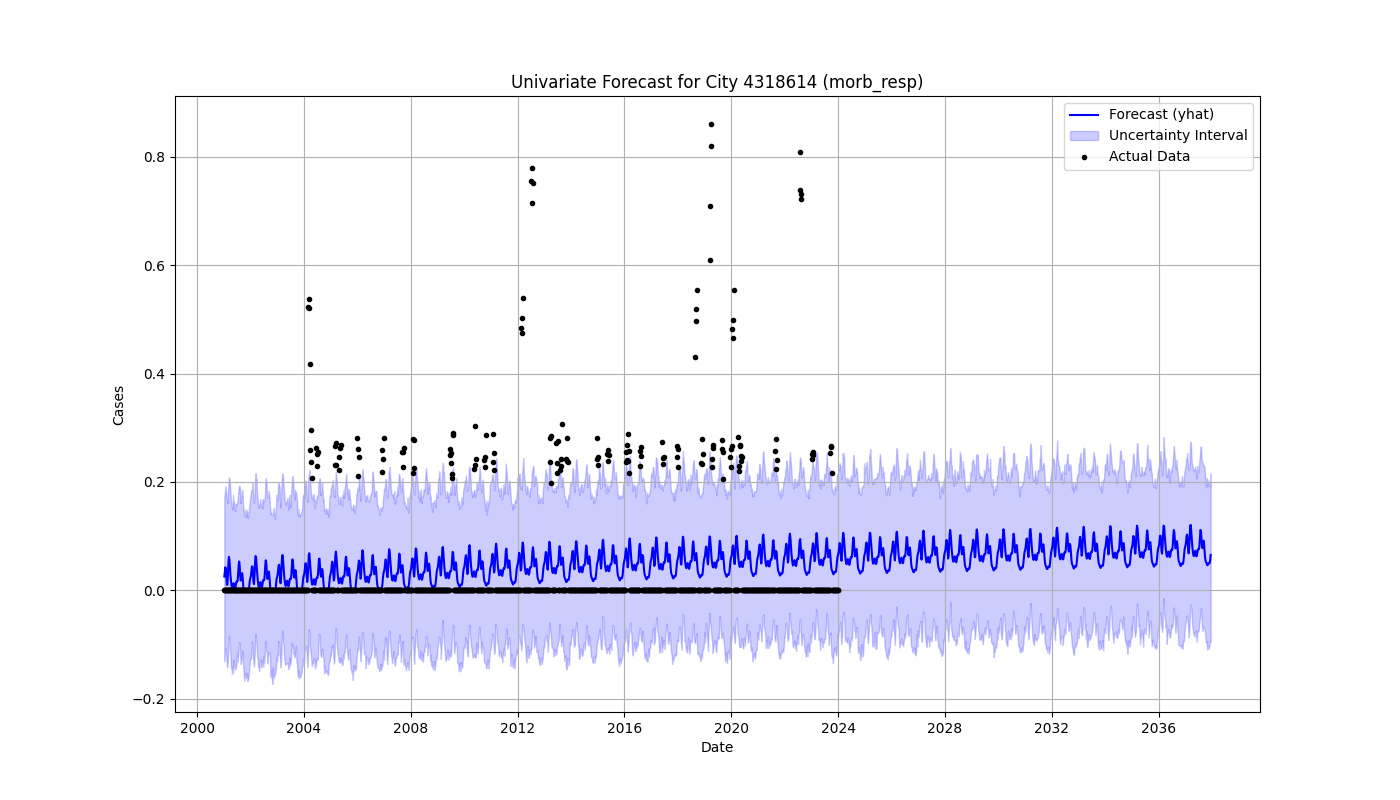 Univariate Forecast for City 4318614 (morb_resp)
Forecast (yhat)
Uncertainty Interval
Actual Data
Cases
0.8
0.6
0.4
0.2
0.0
−0.2
2000 2004 2008 2012 2016 2020 2024 2028 2032 2036
Date